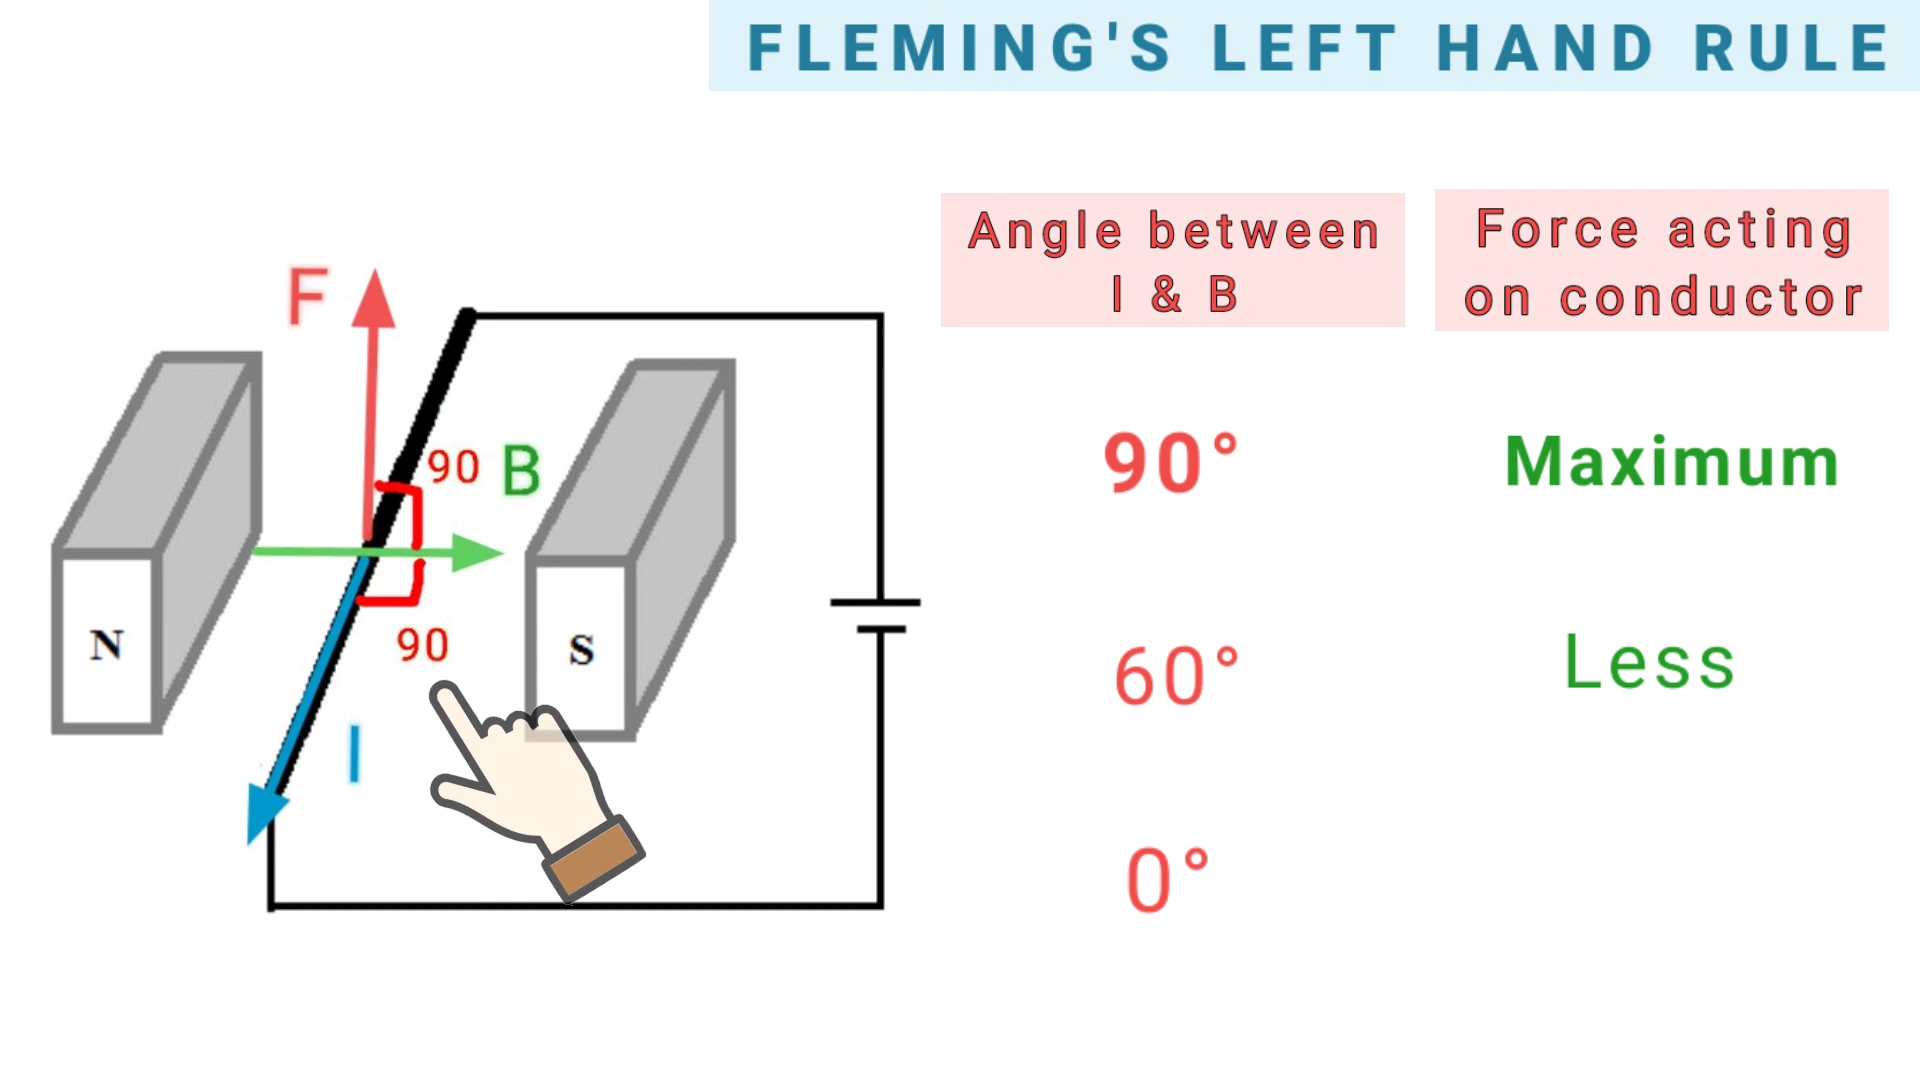 FLEMING'S LEFT HAND RULE
Angle between
I & B
Force acting
on conductor
F
90
B
90° Maximum
N
90
S
60° Less
I
0°